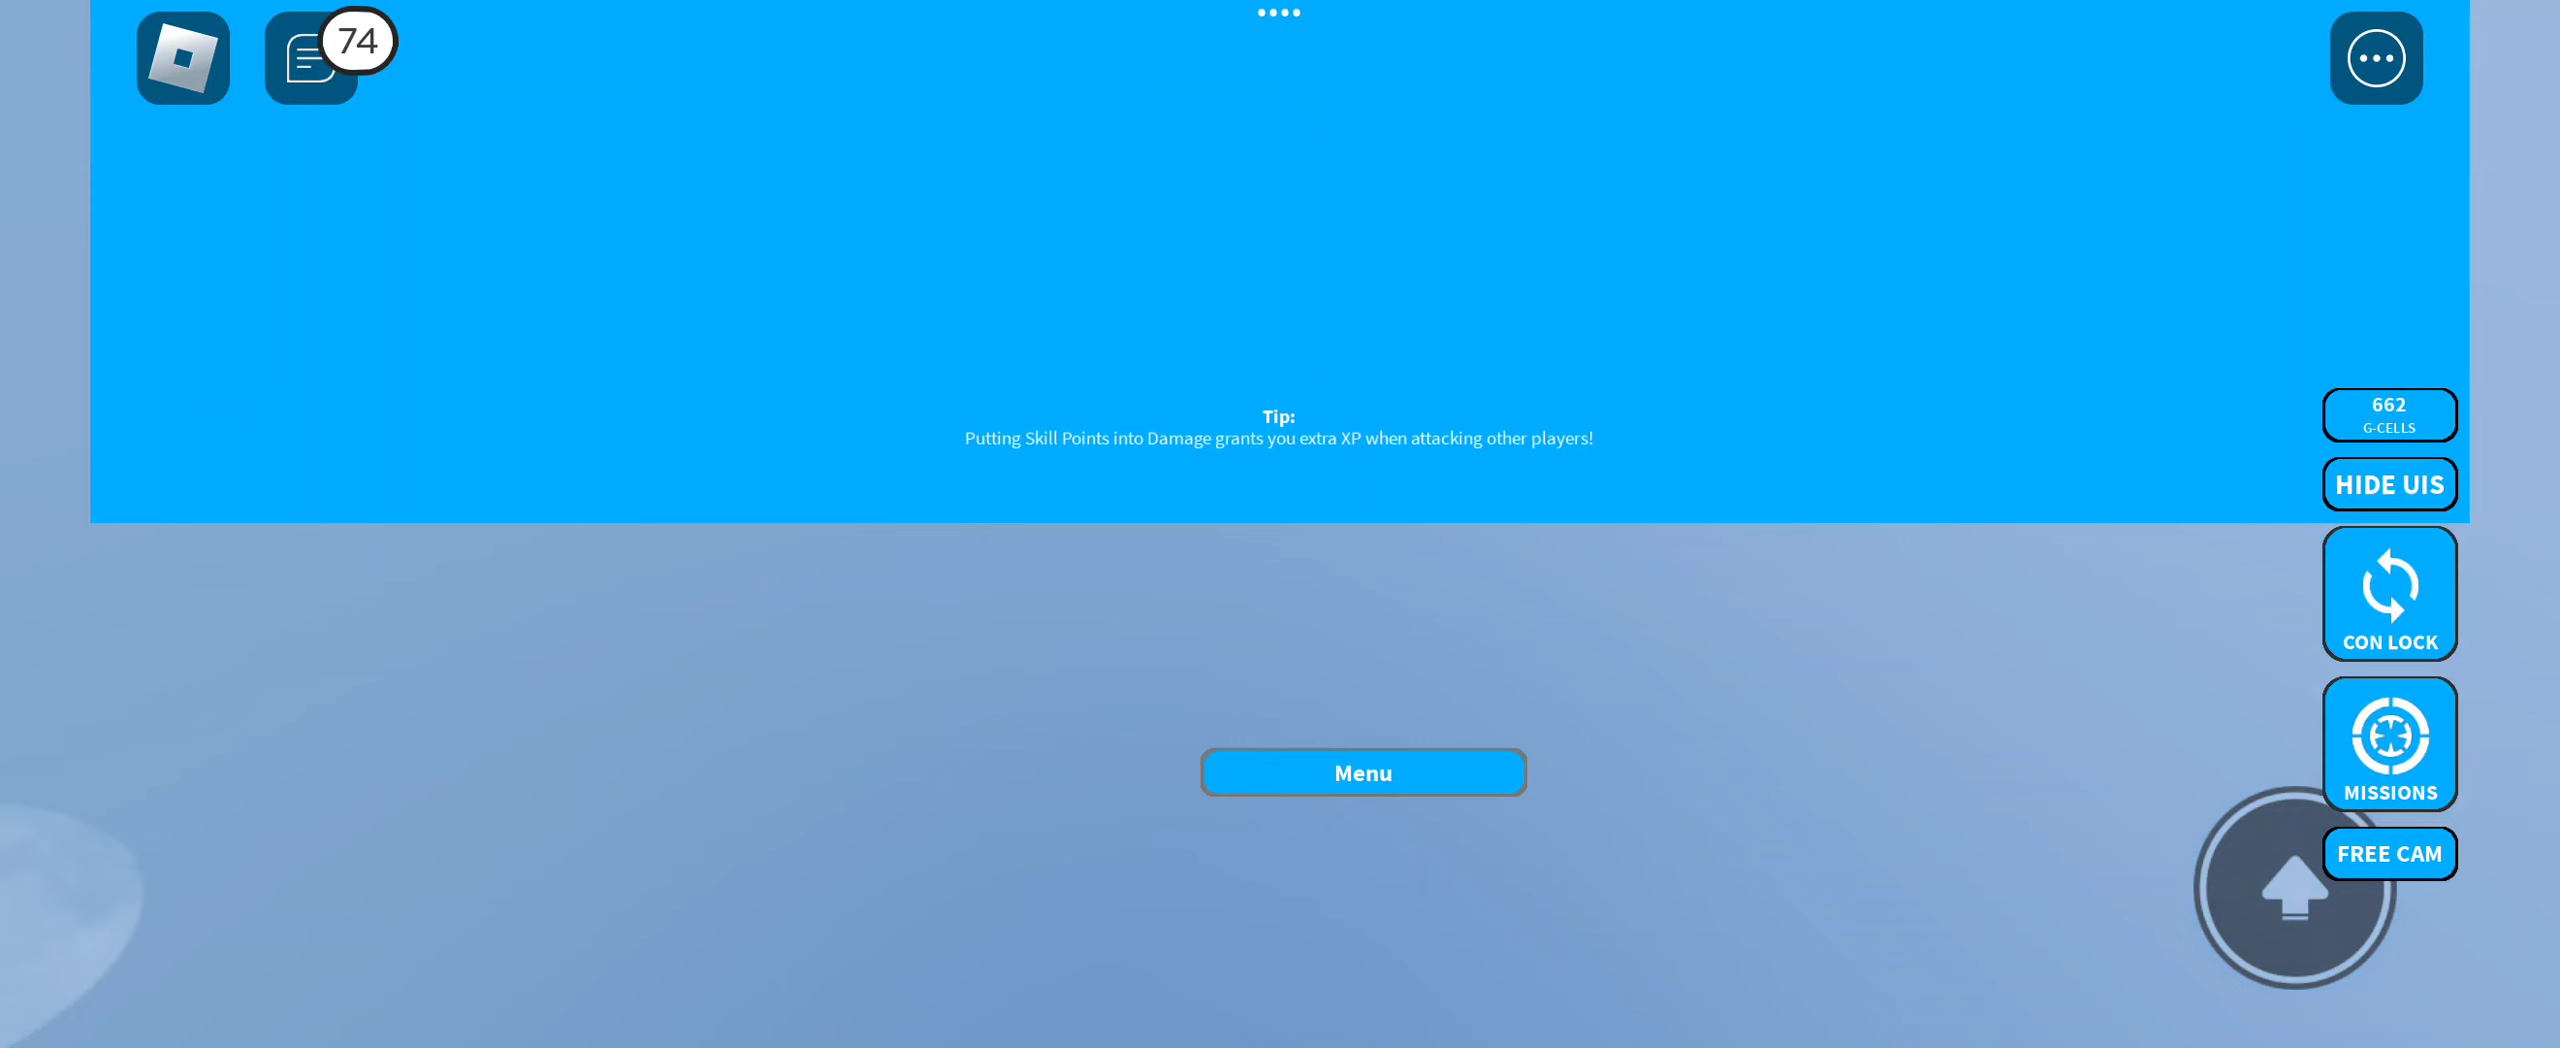 74
Tip:
Putting Skill Points into Damage grants you extra XP when attacking other players!
662
G-CELLS
HIDE UIS
CON LOCK
Menu
MISSIONS
FREE CAM